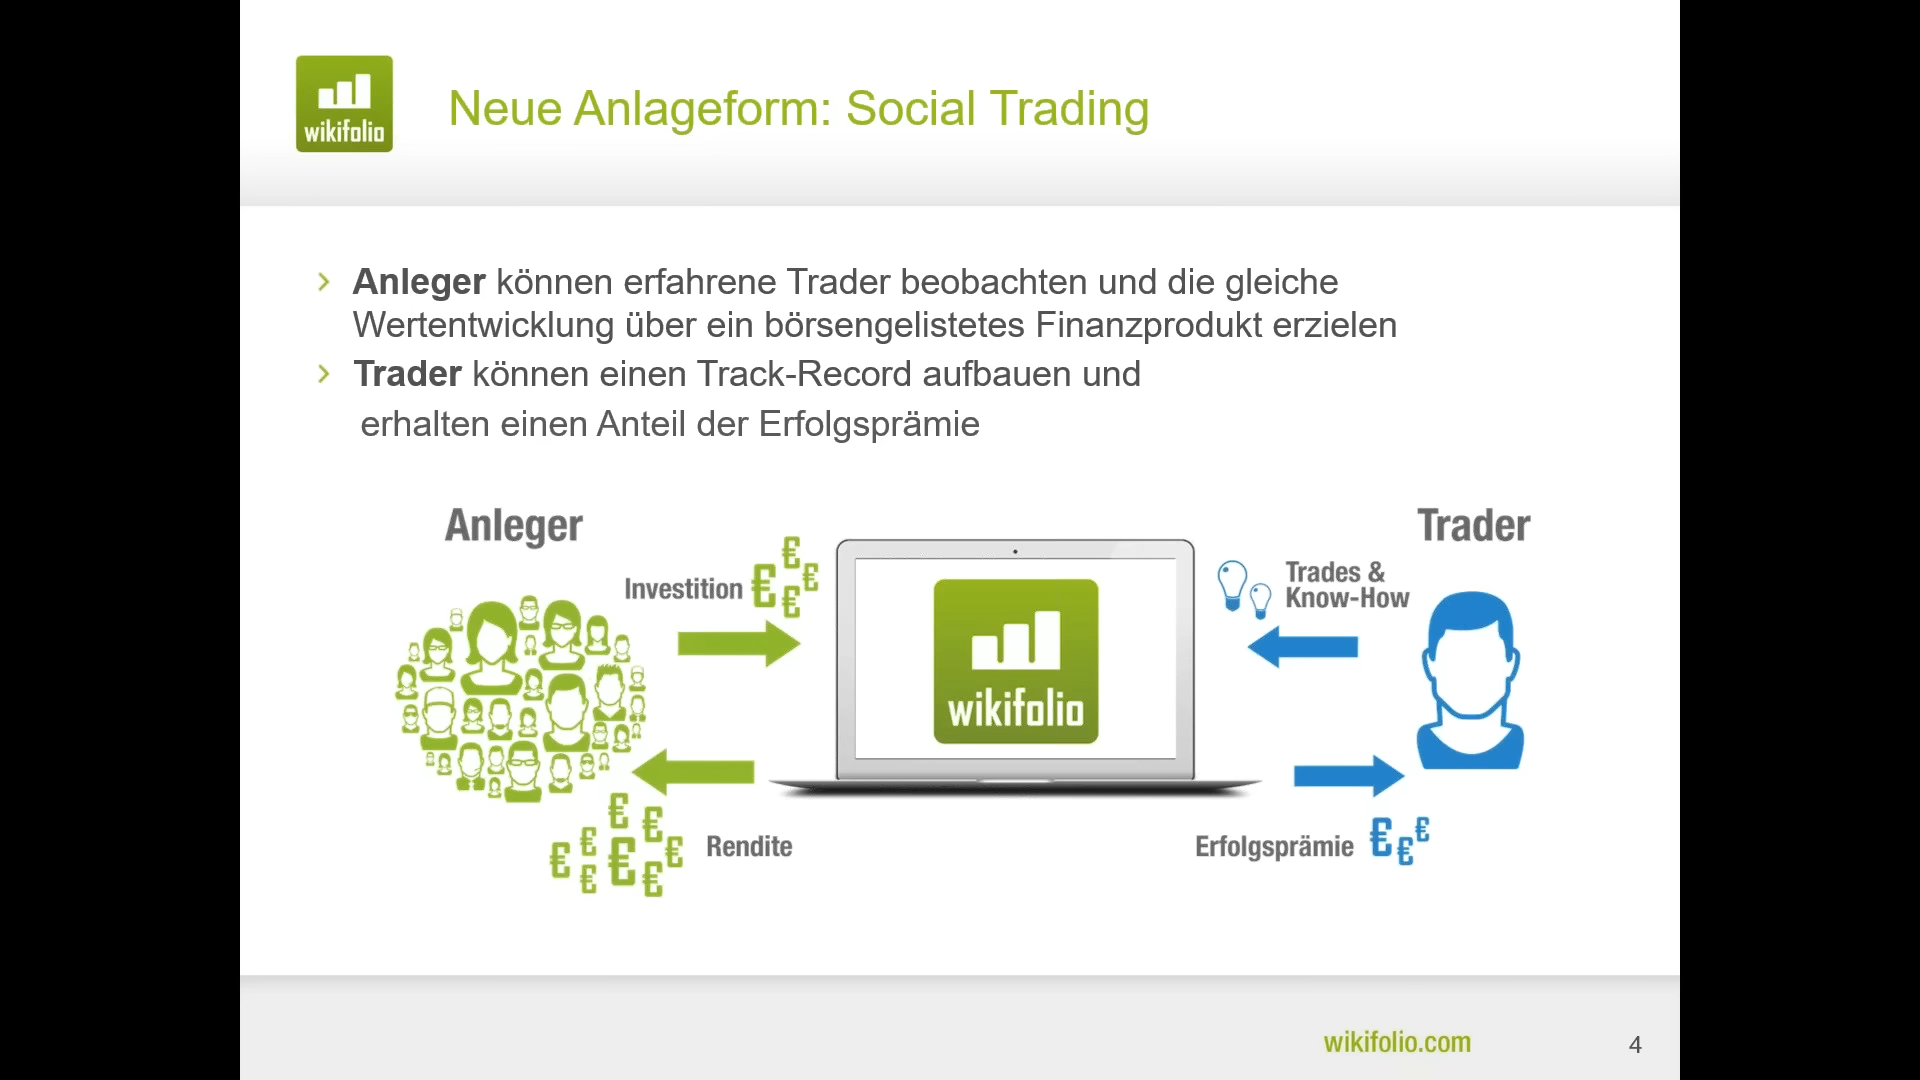 wikifolio
Neue Anlageform: Social Trading
Anleger können erfahrene Trader beobachten und die gleiche
Wertentwicklung über ein börsengelistetes Finanzprodukt erzielen
Trader können einen Track-Record aufbauen und
erhalten einen Anteil der Erfolgsprämie
Anleger
Trader
Investition
Trades &
Know-How
wikifolio
Rendite
Erfolgsprämie
wikifolio.com
4